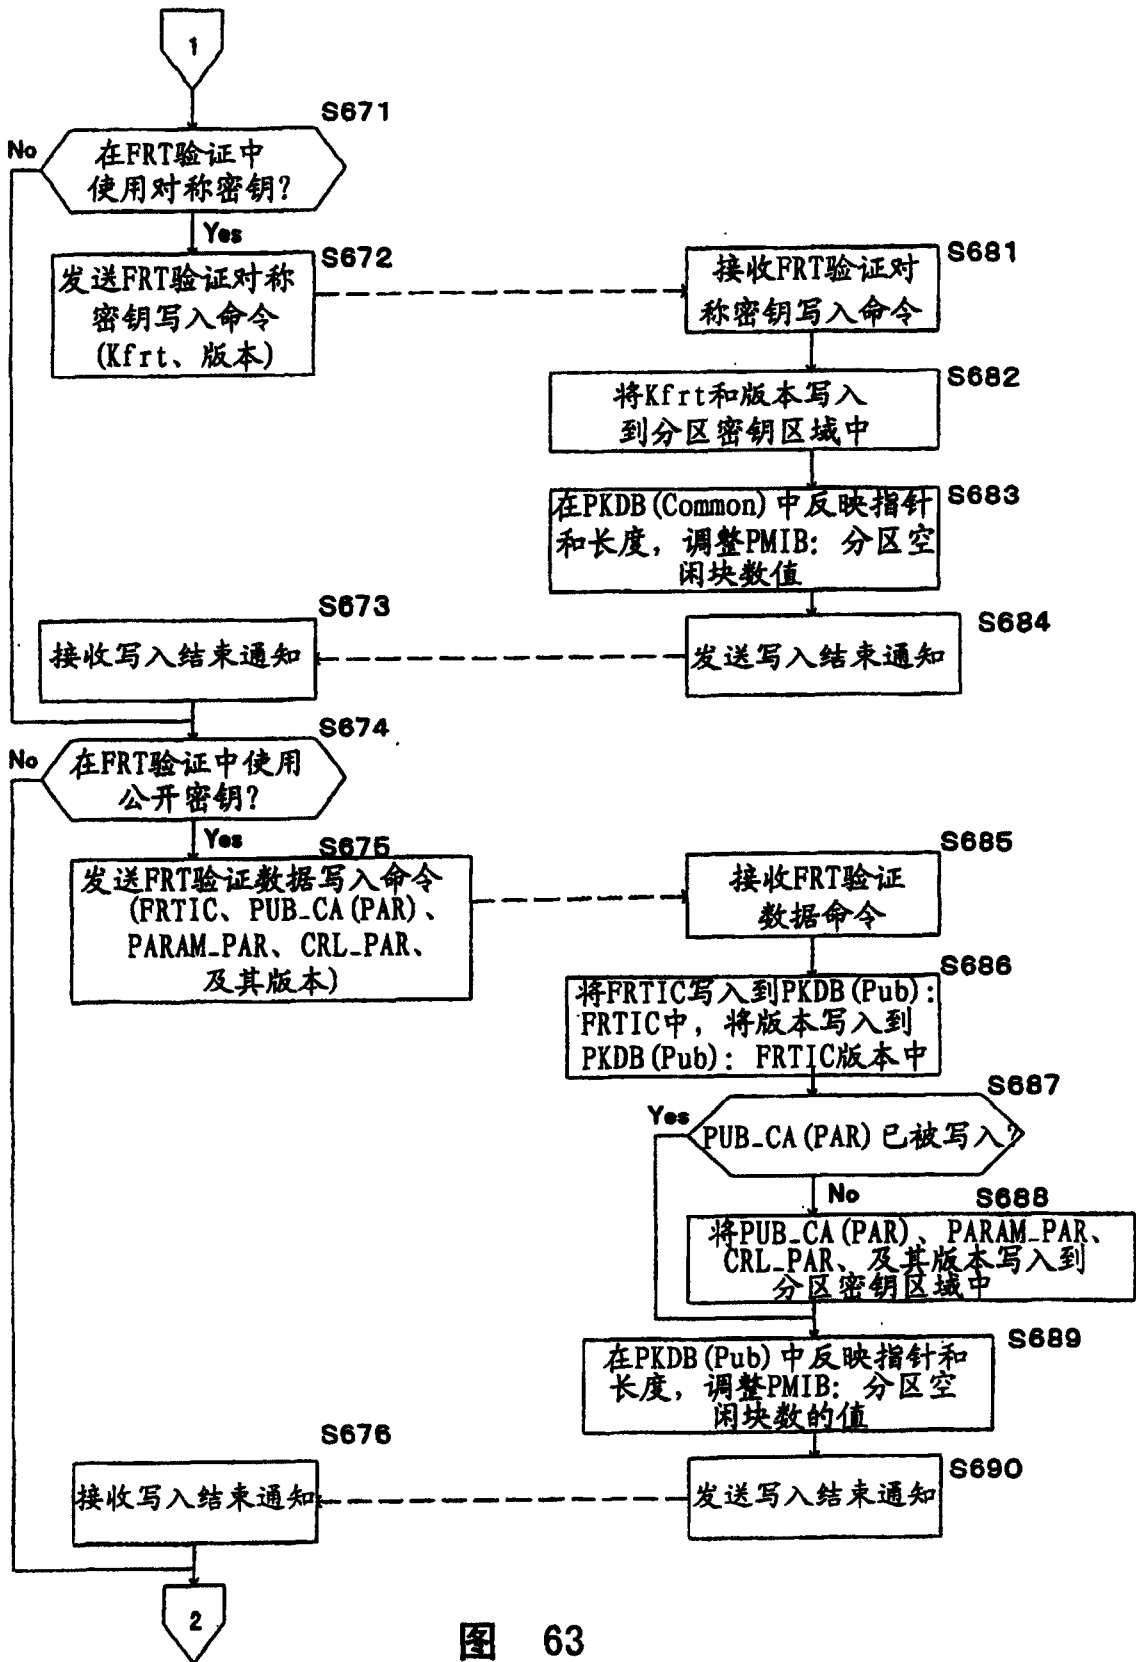 1
S671
No
在FRT验证中
使用对称密钥?
Yes
S672
发送FRT验证对称
密钥写入命令
(Kfrt、版本)
S681
接收FRT验证对
称密钥写入命令
S682
将Kfrt和版本写入
到分区密钥区域中
S683
在PKDB(Common)中反映指针
和长度，调整PMIB：分区空
闲块数值
S673
接收写入结束通知
S684
发送写入结束通知
S674
No
在FRT验证中使用
公开密钥?
Yes
S675
发送FRT验证数据写入命令
(FRTIC、PUB_CA(PAR)、
PARAM_PAR、CRL_PAR、
及其版本)
S685
接收FRT验证
数据命令
S686
将FRTIC写入到PKDB(Pub)：
FRTIC中，将版本写入到
PKDB(Pub)：FRTIC版本中
S687
Yes
PUB_CA(PAR)已被写入?
No
S688
将PUB_CA(PAR)、PARAM_PAR、
CRL_PAR、及其版本写入到
分区密钥区域中
S689
在PKDB(Pub)中反映指针和
长度，调整PMIB：分区空
闲块数的值
S676
接收写入结束通知
S690
发送写入结束通知
2
图 63